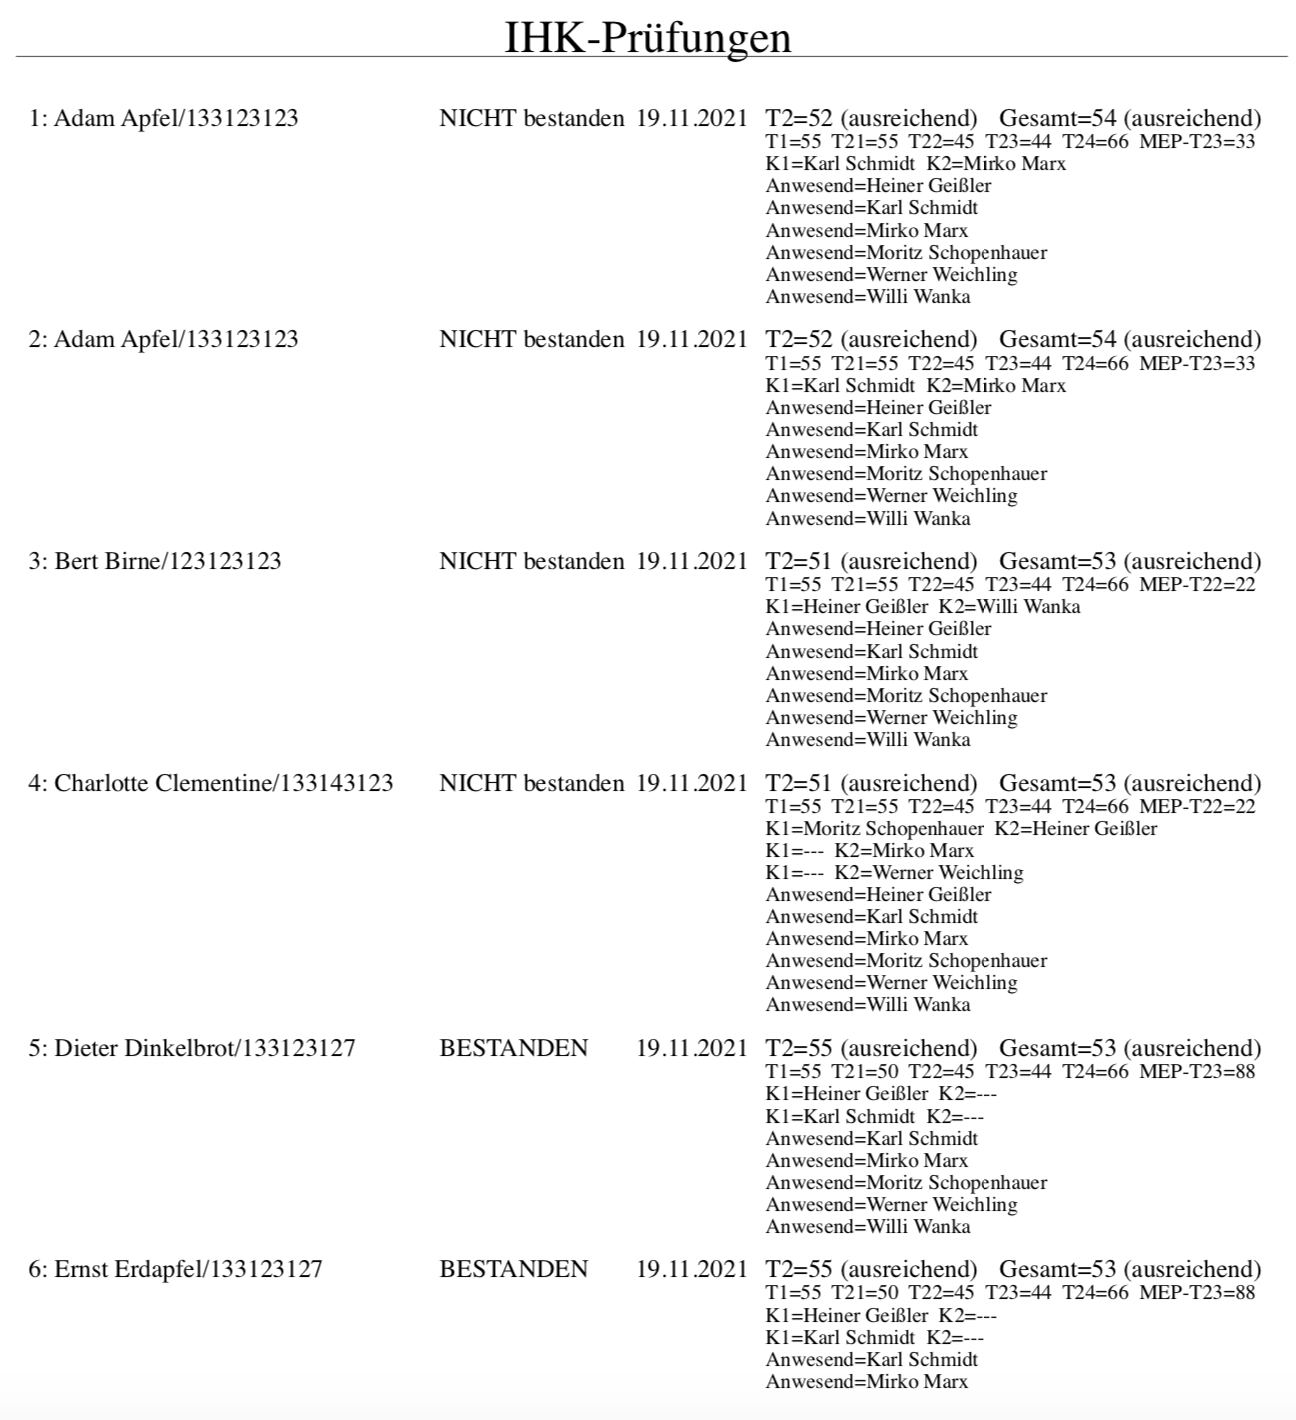 IHK-Prüfungen
1: Adam Apfel/133123123 NICHT bestanden 19.11.2021 T2=52 (ausreichend) Gesamt=54 (ausreichend)
T1=55 T21=55 T22=45 T23=44 T24=66 MEP-T23=33
K1=Karl Schmidt K2=Mirko Marx
Anwesend=Heiner Geißler
Anwesend=Karl Schmidt
Anwesend=Mirko Marx
Anwesend=Moritz Schopenhauer
Anwesend=Werner Weichling
Anwesend=Willi Wanka
2: Adam Apfel/133123123 NICHT bestanden 19.11.2021 T2=52 (ausreichend) Gesamt=54 (ausreichend)
T1=55 T21=55 T22=45 T23=44 T24=66 MEP-T23=33
K1=Karl Schmidt K2=Mirko Marx
Anwesend=Heiner Geißler
Anwesend=Karl Schmidt
Anwesend=Mirko Marx
Anwesend=Moritz Schopenhauer
Anwesend=Werner Weichling
Anwesend=Willi Wanka
3: Bert Birne/123123123 NICHT bestanden 19.11.2021 T2=51 (ausreichend) Gesamt=53 (ausreichend)
T1=55 T21=55 T22=45 T23=44 T24=66 MEP-T22=22
K1=Heiner Geißler K2=Willi Wanka
Anwesend=Heiner Geißler
Anwesend=Karl Schmidt
Anwesend=Mirko Marx
Anwesend=Moritz Schopenhauer
Anwesend=Werner Weichling
Anwesend=Willi Wanka
4: Charlotte Clementine/133143123 NICHT bestanden 19.11.2021 T2=51 (ausreichend) Gesamt=53 (ausreichend)
T1=55 T21=55 T22=45 T23=44 T24=66 MEP-T22=22
K1=Moritz Schopenhauer K2=Heiner Geißler
K1=--- K2=Mirko Marx
K1=--- K2=Werner Weichling
Anwesend=Heiner Geißler
Anwesend=Karl Schmidt
Anwesend=Mirko Marx
Anwesend=Moritz Schopenhauer
Anwesend=Werner Weichling
Anwesend=Willi Wanka
5: Dieter Dinkelbrot/133123127 BESTANDEN 19.11.2021 T2=55 (ausreichend) Gesamt=53 (ausreichend)
T1=55 T21=50 T22=45 T23=44 T24=66 MEP-T23=88
K1=Heiner Geißler K2=---
K1=Karl Schmidt K2=---
Anwesend=Karl Schmidt
Anwesend=Mirko Marx
Anwesend=Moritz Schopenhauer
Anwesend=Werner Weichling
Anwesend=Willi Wanka
6: Ernst Erdapfel/133123127 BESTANDEN 19.11.2021 T2=55 (ausreichend) Gesamt=53 (ausreichend)
T1=55 T21=50 T22=45 T23=44 T24=66 MEP-T23=88
K1=Heiner Geißler K2=---
K1=Karl Schmidt K2=---
Anwesend=Karl Schmidt
Anwesend=Mirko Marx